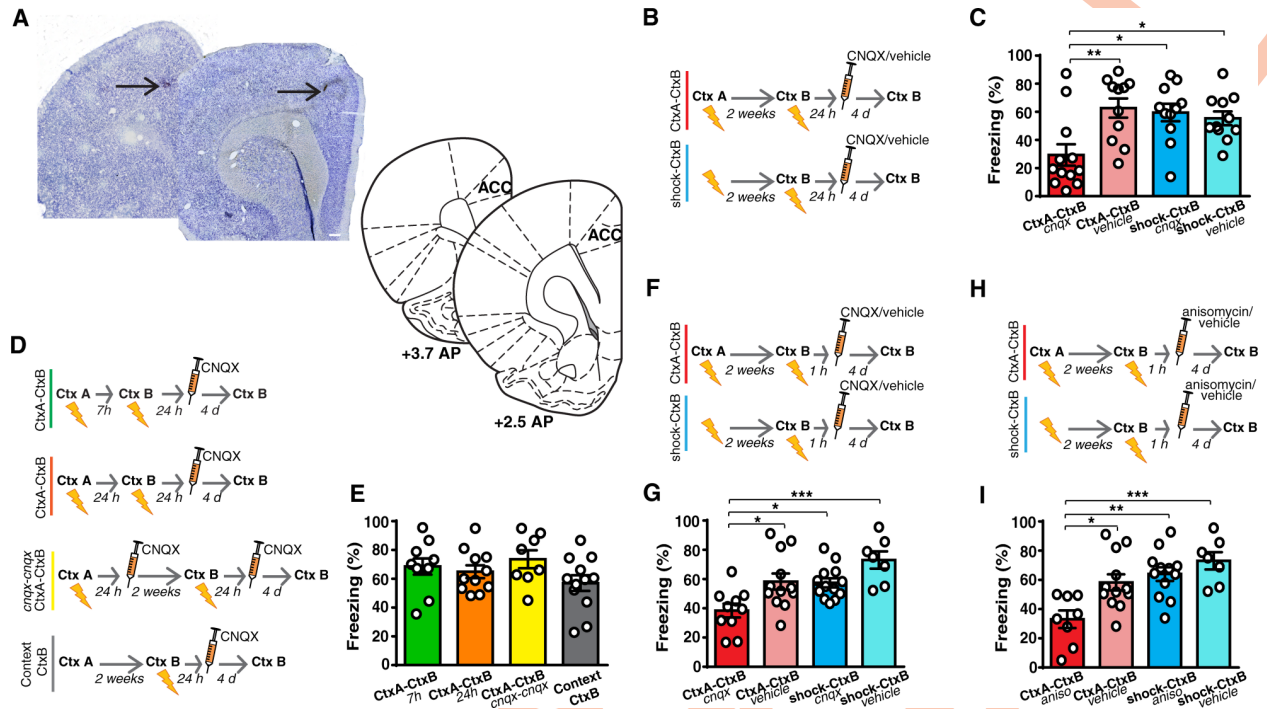 A
ACC
ACC
+3.7 AP
+2.5 AP
B
CtxA-CtxB
CNQX/vehicle
Ctx A
2 weeks
Ctx B
24 h
4 d
Ctx B
shock-CtxB
CNQX/vehicle
2 weeks
Ctx B
24 h
4 d
Ctx B
C
Freezing (%)
100
80
60
40
20
0
*
*
**
CtxA-CtxB
cnqx
CtxA-CtxB
vehicle
shock-CtxB
cnqx
shock-CtxB
vehicle
D
CtxA-CtxB
CNQX
Ctx A
7h
Ctx B
24 h
4 d
Ctx B
CtxA-CtxB
CNQX
Ctx A
24 h
Ctx B
24 h
4 d
Ctx B
cnqx-cnqx
CtxA-CtxB
CNQX
CNQX
Ctx A
24 h
2 weeks
Ctx B
24 h
4 d
Ctx B
Context
CtxB
CNQX
Ctx A
2 weeks
Ctx B
24 h
4 d
Ctx B
E
Freezing (%)
100
80
60
40
20
0
CtxA-CtxB
7h
CtxA-CtxB
24h
CtxA-CtxB
cnqx-cnqx
Context
CtxB
F
CtxA-CtxB
CNQX/vehicle
Ctx A
2 weeks
Ctx B
1 h
4 d
Ctx B
shock-CtxB
CNQX/vehicle
2 weeks
Ctx B
1 h
4 d
Ctx B
G
Freezing (%)
100
80
60
40
20
0
***
*
*
CtxA-CtxB
cnqx
CtxA-CtxB
vehicle
shock-CtxB
cnqx
shock-CtxB
vehicle
H
CtxA-CtxB
anisomycin/
vehicle
Ctx A
2 weeks
Ctx B
1 h
4 d
Ctx B
shock-CtxB
anisomycin/
vehicle
2 weeks
Ctx B
1 h
4 d
Ctx B
I
Freezing (%)
100
80
60
40
20
0
***
**
*
CtxA-CtxB
aniso
CtxA-CtxB
vehicle
shock-CtxB
aniso
shock-CtxB
vehicle